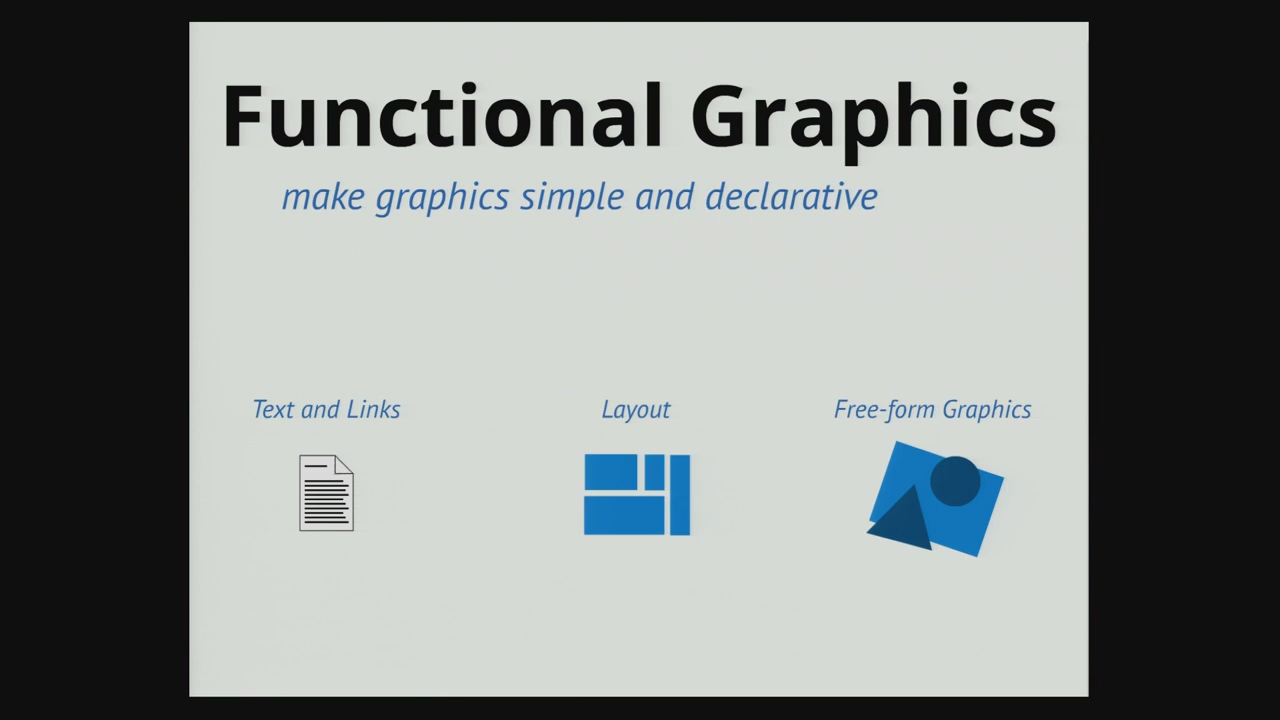 Functional Graphics
make graphics simple and declarative
Text and Links
Layout
Free-form Graphics